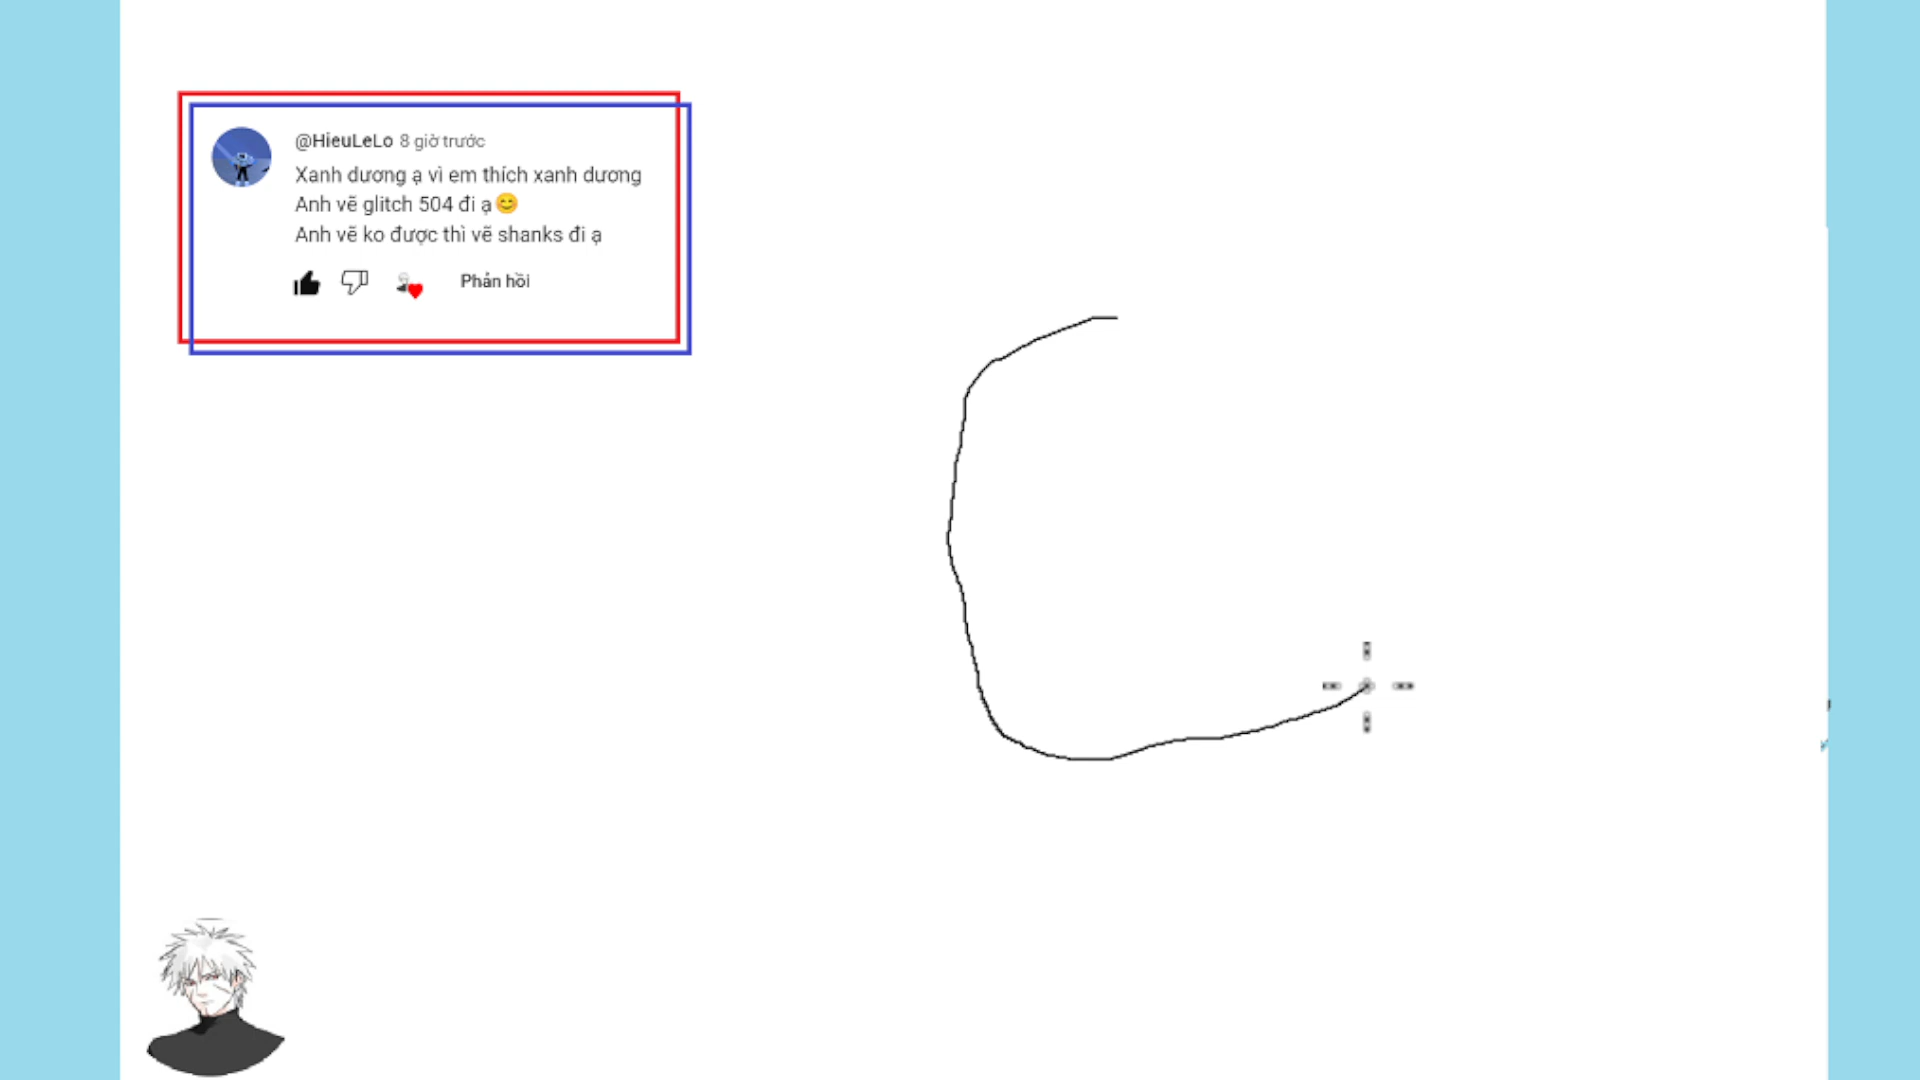 @HieuLeLo 8 giờ trước
Xanh dương ạ vì em thích xanh dương
Anh vẽ glitch 504 đi ạ😊
Anh vẽ ko được thì vẽ shanks đi ạ
Phản hồi